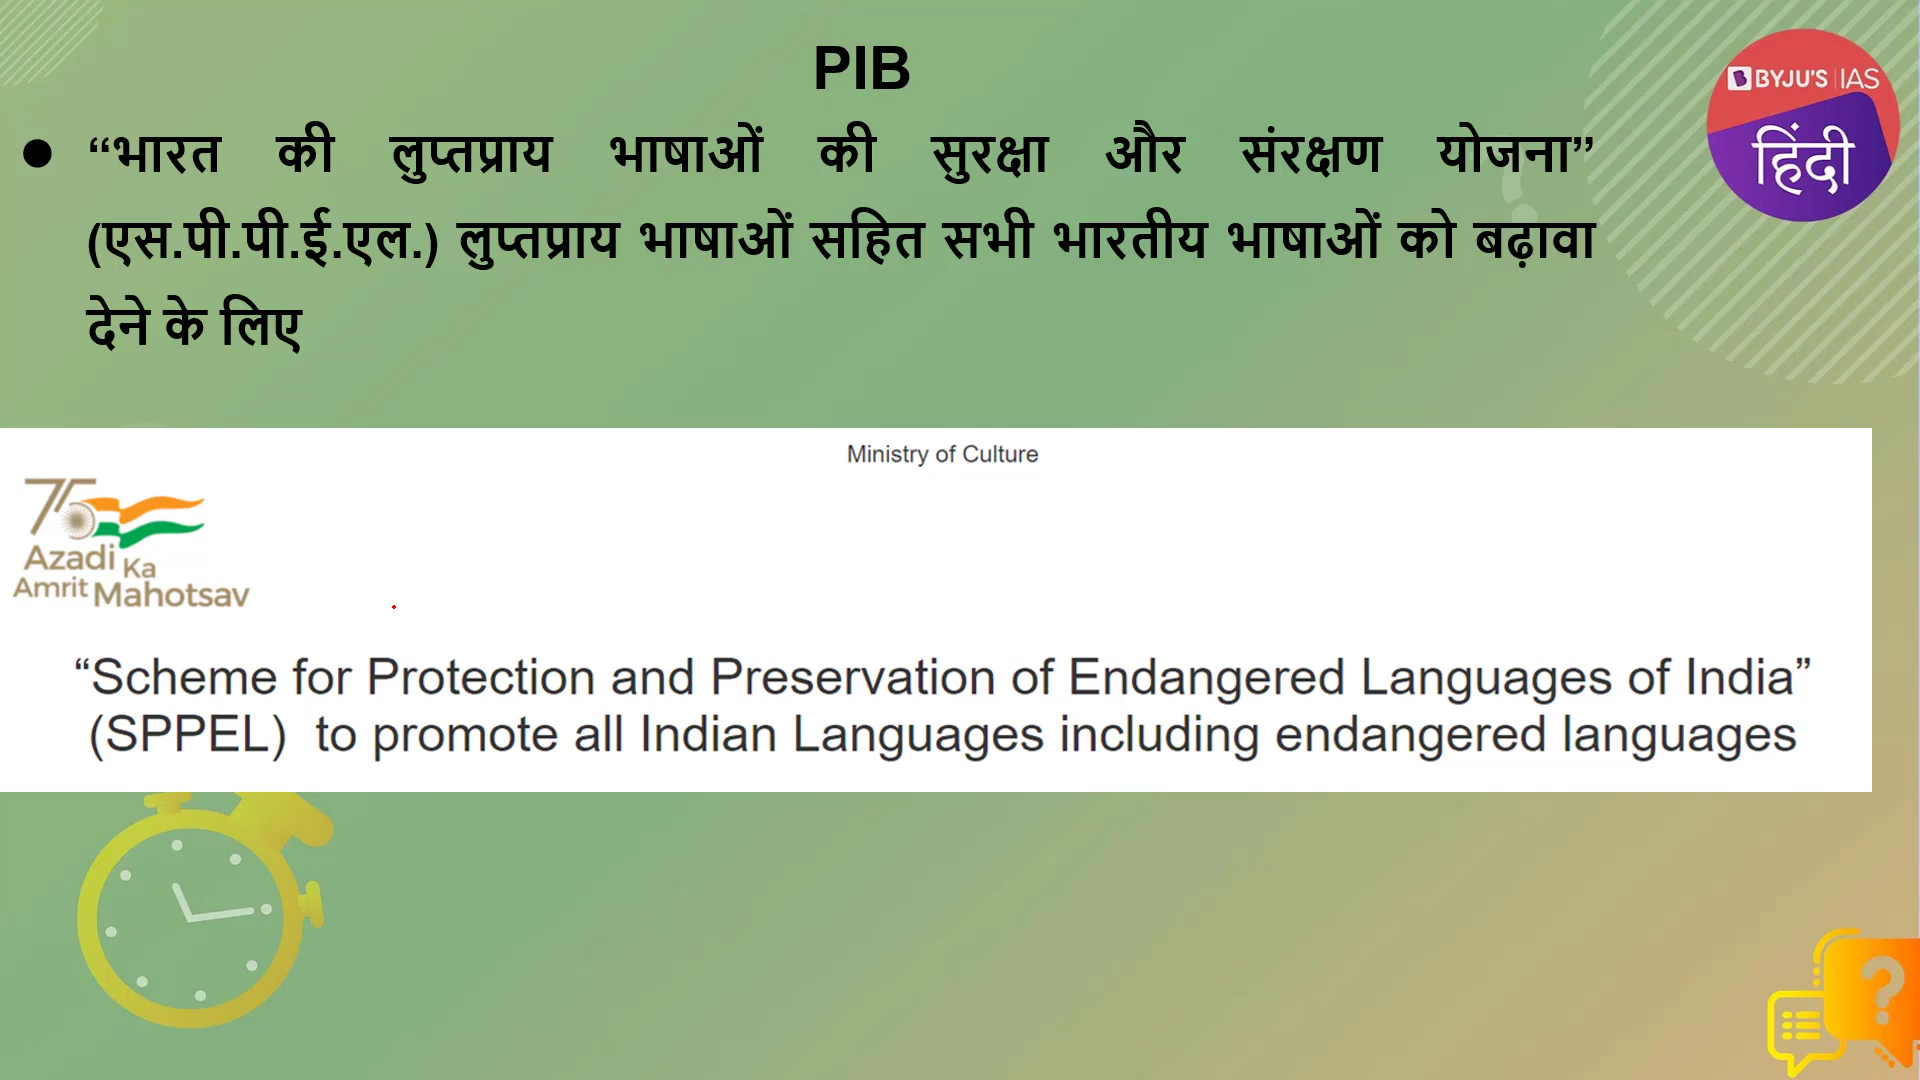 PIB
BYJU'S IAS
हिंदी
● “भारत की लुप्तप्राय भाषाओं की सुरक्षा और संरक्षण योजना”
(एस.पी.पी.ई.एल.) लुप्तप्राय भाषाओं सहित सभी भारतीय भाषाओं को बढ़ावा
देने के लिए
Ministry of Culture
75
Azadi Ka
Amrit Mahotsav
“Scheme for Protection and Preservation of Endangered Languages of India”
(SPPEL) to promote all Indian Languages including endangered languages
?